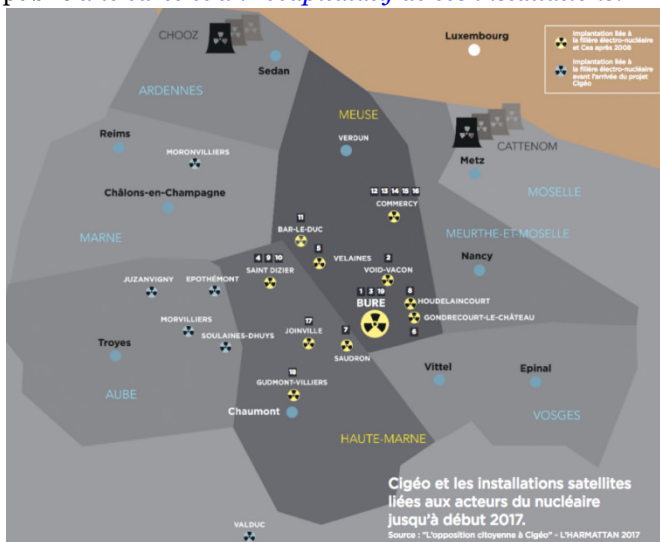 CHOOZ
Sedan
ARDENNES
Luxembourg
Implantation liée à
la filière électro-nucléaire
et Cea après 2008
Implantation liée à
la filière électro-nucléaire
avant l'arrivée du projet
Cigéo
Reims
MORONVILLIERS
Châlons-en-Champagne
MARNE
MEUSE
VERDUN
CATTENOM
Metz
MOSELLE
12 13 14 15 16
COMMERCY
MEURTHE-ET-MOSELLE
Nancy
11
BAR-LE-DUC
5
VELAINES
4 9 10
SAINT DIZIER
2
VOID-VACON
JUZANVIGNY
EPOTHÉMONT
1 3 19
BURE
8
HOUDELAINCOURT
GONDRECOURT-LE-CHÂTEAU
6
MORVILLIERS
SOULAINES-DHUYS
Troyes
AUBE
17
JOINVILLE
7
SAUDRON
18
GUDMONT-VILLIERS
Chaumont
HAUTE-MARNE
Vittel
Epinal
VOSGES
VALDUC
Cigéo et les installations satellites
liées aux acteurs du nucléaire
jusqu'à début 2017.
Source : "L'opposition citoyenne à Cigéo" - L'HARMATTAN 2017